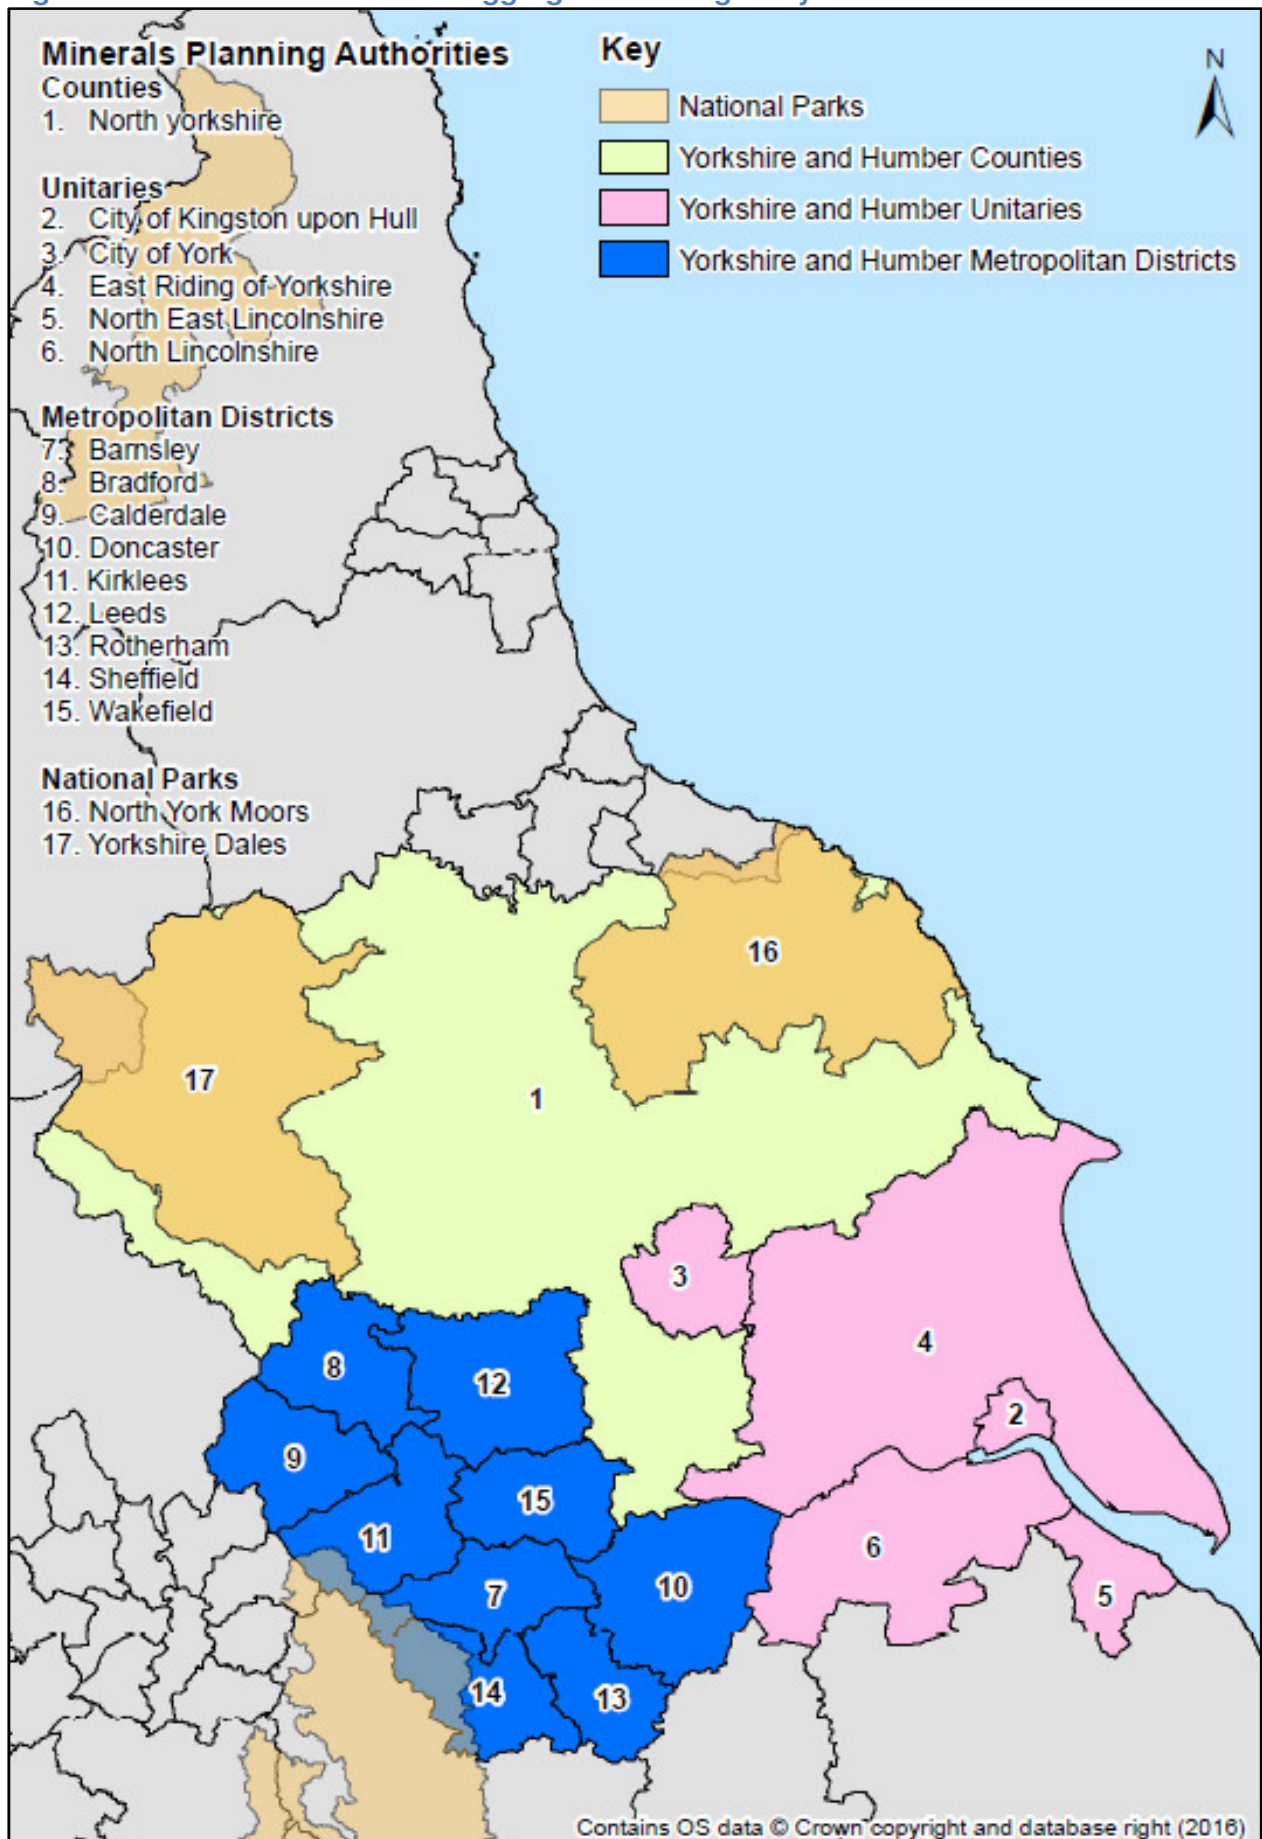 Minerals Planning Authorities
Counties
1. North yorkshire
Unitaries
2. City of Kingston upon Hull
3. City of York
4. East Riding of Yorkshire
5. North East Lincolnshire
6. North Lincolnshire
Metropolitan Districts
7. Barnsley
8. Bradford
9. Calderdale
10. Doncaster
11. Kirklees
12. Leeds
13. Rotherham
14. Sheffield
15. Wakefield
National Parks
16. North York Moors
17. Yorkshire Dales
Key
National Parks
Yorkshire and Humber Counties
Yorkshire and Humber Unitaries
Yorkshire and Humber Metropolitan Districts
N
16
17
1
3
4
8
12
2
9
15
11
6
10
7
5
14
13
Contains OS data © Crown copyright and database right (2016)